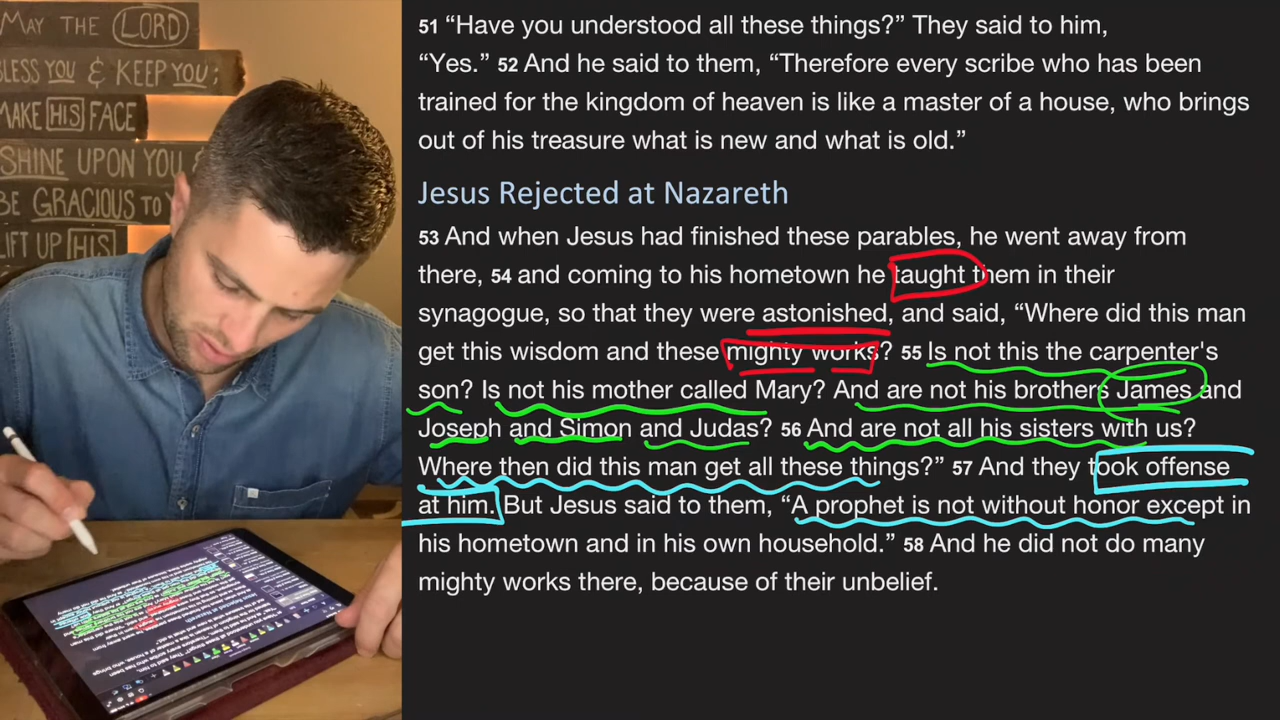 MAY THE LORD
BLESS YOU & KEEP YOU;
MAKE HIS FACE
SHINE UPON YOU &
BE GRACIOUS TO
LIFT UP HIS
51 “Have you understood all these things?” They said to him,
“Yes.” 52 And he said to them, “Therefore every scribe who has been
trained for the kingdom of heaven is like a master of a house, who brings
out of his treasure what is new and what is old.”
Jesus Rejected at Nazareth
53 And when Jesus had finished these parables, he went away from
there, 54 and coming to his hometown he taught them in their
synagogue, so that they were astonished, and said, “Where did this man
get this wisdom and these mighty works? 55 Is not this the carpenter's
son? Is not his mother called Mary? And are not his brothers James and
Joseph and Simon and Judas? 56 And are not all his sisters with us?
Where then did this man get all these things?” 57 And they took offense
at him. But Jesus said to them, “A prophet is not without honor except in
his hometown and in his own household.” 58 And he did not do many
mighty works there, because of their unbelief.